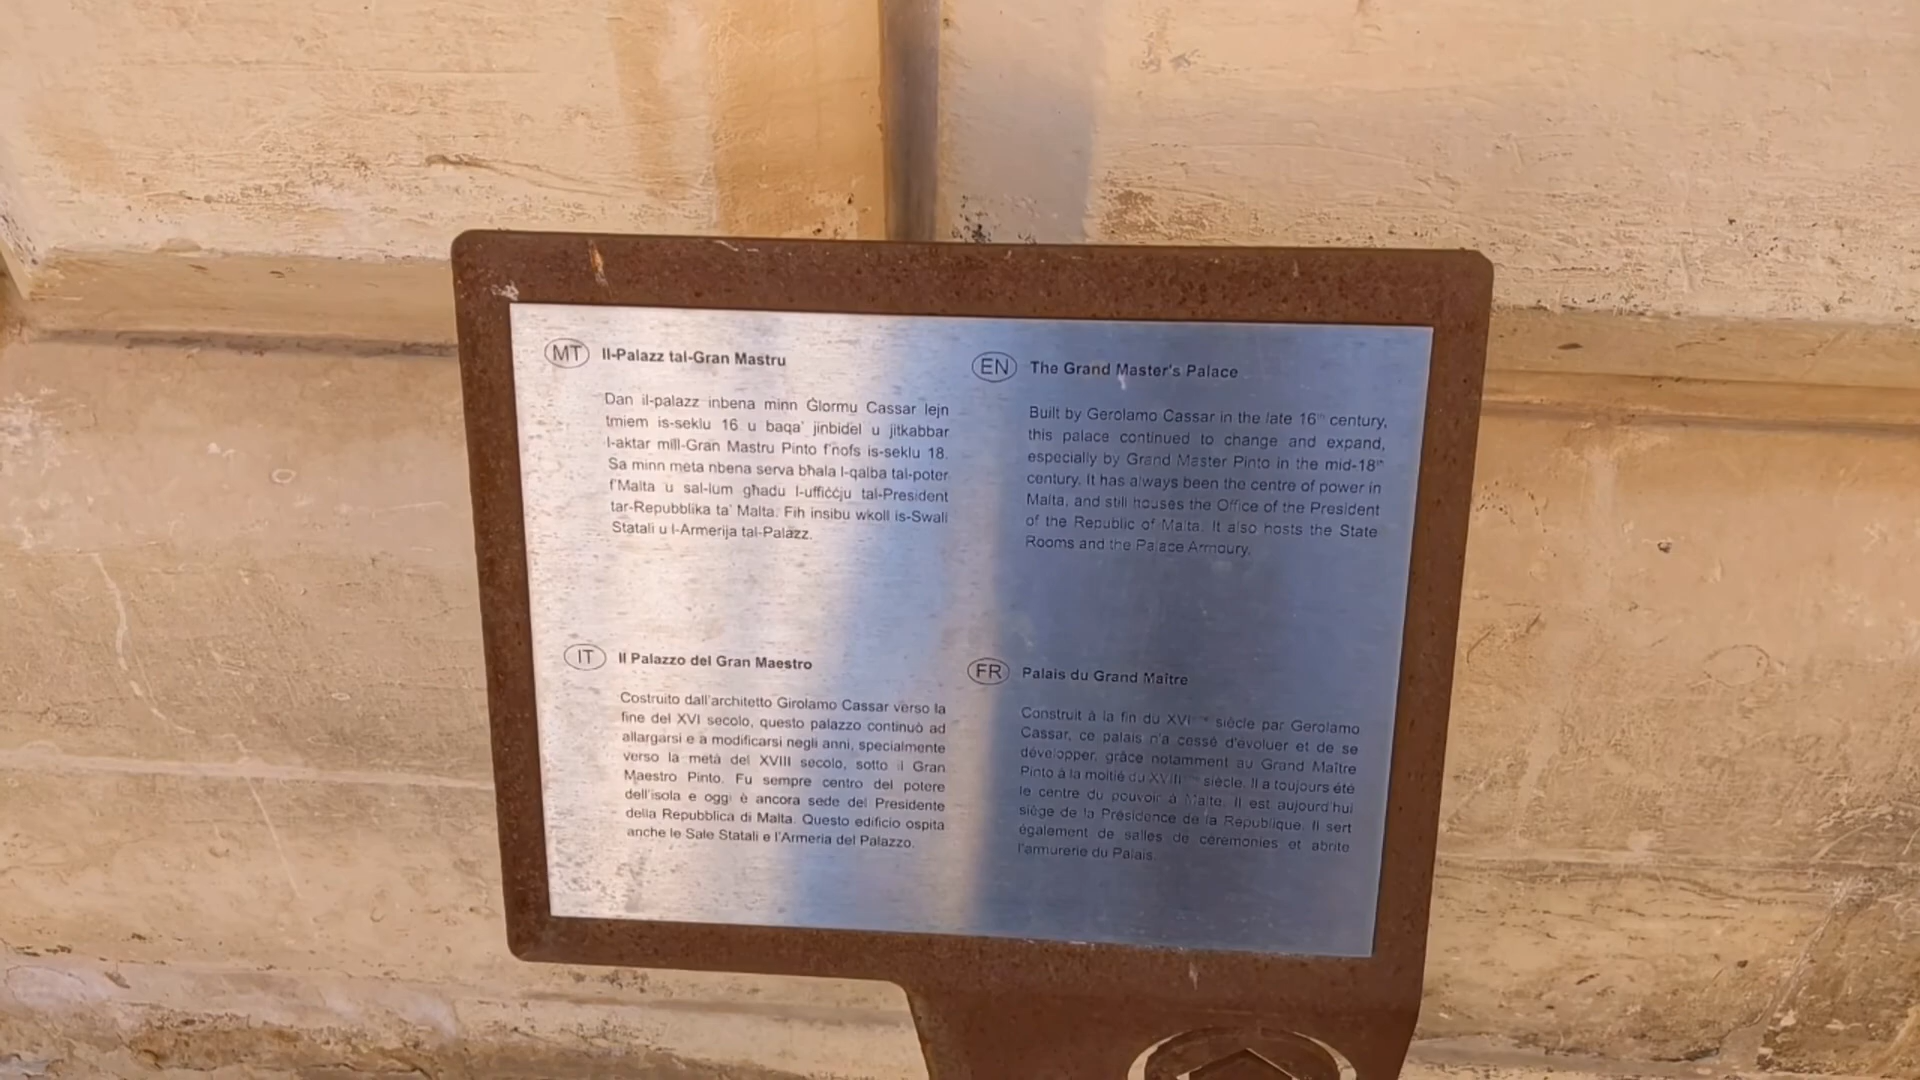 MT Il-Palazz tal-Gran Mastru
Dan il-palazz inbena minn Ġlormu Cassar lejn
tmiem is-seklu 16 u baqa' jinbidel u jitkabbar
l-aktar mill-Gran Mastru Pinto f'nofs is-seklu 18.
Sa minn meta nbena serva bħala l-qalba tal-poter
f'Malta u sal-lum għadu l-uffiċċju tal-President
tar-Repubblika ta' Malta. Fih insibu wkoll is-Swali
Statali u l-Armerija tal-Palazz.
EN The Grand Master's Palace
Built by Gerolamo Cassar in the late 16th century,
this palace continued to change and expand,
especially by Grand Master Pinto in the mid-18th
century. It has always been the centre of power in
Malta, and still houses the Office of the President
of the Republic of Malta. It also hosts the State
Rooms and the Palace Armoury.
IT Il Palazzo del Gran Maestro
Costruito dall'architetto Girolamo Cassar verso la
fine del XVI secolo, questo palazzo continuò ad
allargarsi e a modificarsi negli anni, specialmente
verso la metà del XVIII secolo, sotto il Gran
Maestro Pinto. Fu sempre centro del potere
dell'isola e oggi è ancora sede del Presidente
della Repubblica di Malta. Questo edificio ospita
anche le Sale Statali e l'Armeria del Palazzo.
FR Palais du Grand Maître
Construit à la fin du XVI siècle par Gerolamo
Cassar, ce palais n'a cessé d'évoluer et de se
développer, grâce notamment au Grand Maître
Pinto à la moitié du XVIII siècle. Il a toujours été
le centre du pouvoir à Malte. Il est aujourd'hui
siège de la Présidence de la République. Il sert
également de salles de cérémonies et abrite
l'armurerie du Palais.